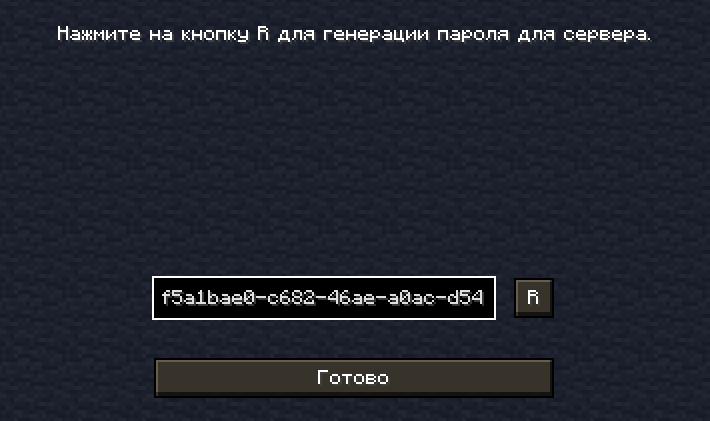 Нажмите на кнопку R для генерации пароля для сервера.
f5a1bae0-c682-46ae-a0ac-d54
R
Готово